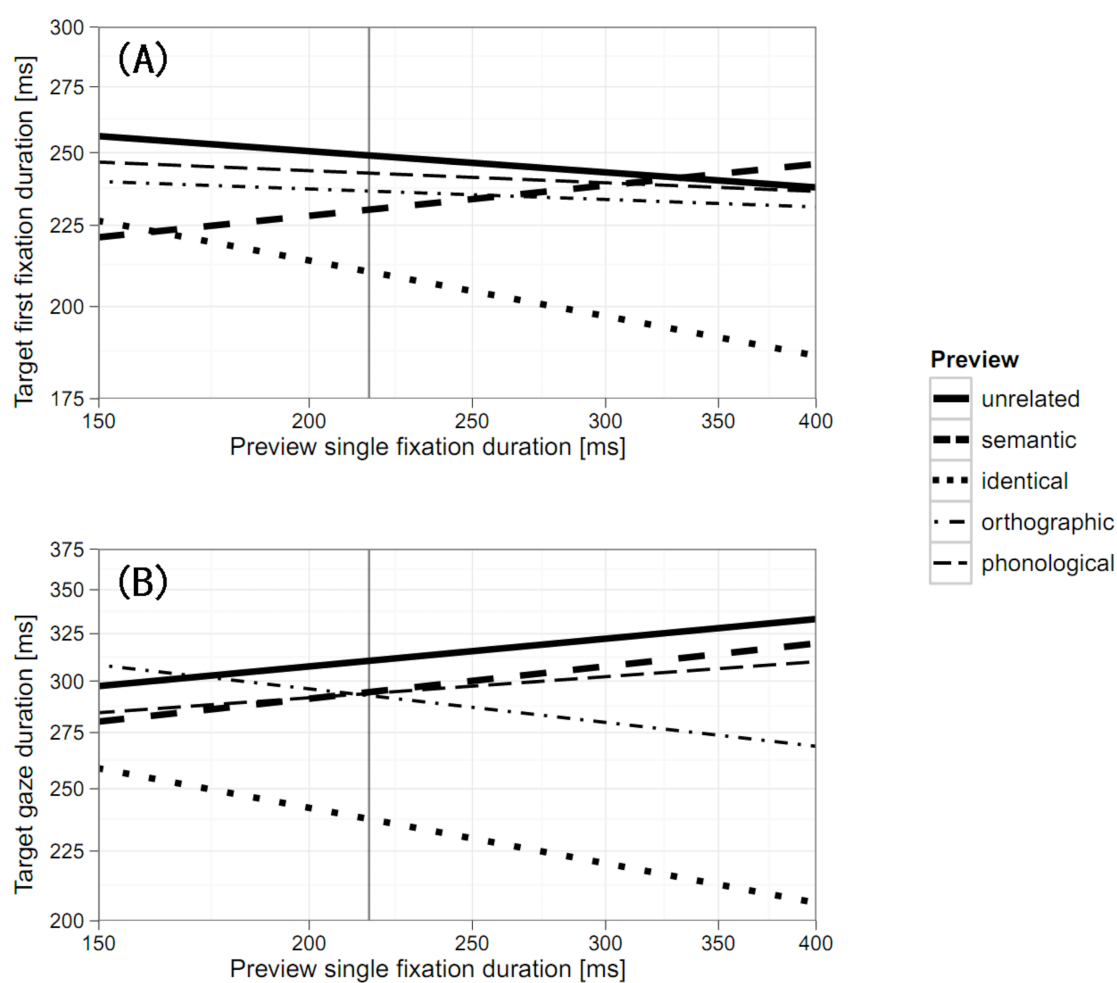 (A)
Target first fixation duration [ms]
300
275
250
225
200
175
150 200 250 300 350 400
Preview single fixation duration [ms]
Preview
unrelated
semantic
identical
orthographic
phonological
(B)
Target gaze duration [ms]
375
350
325
300
275
250
225
200
150 200 250 300 350 400
Preview single fixation duration [ms]